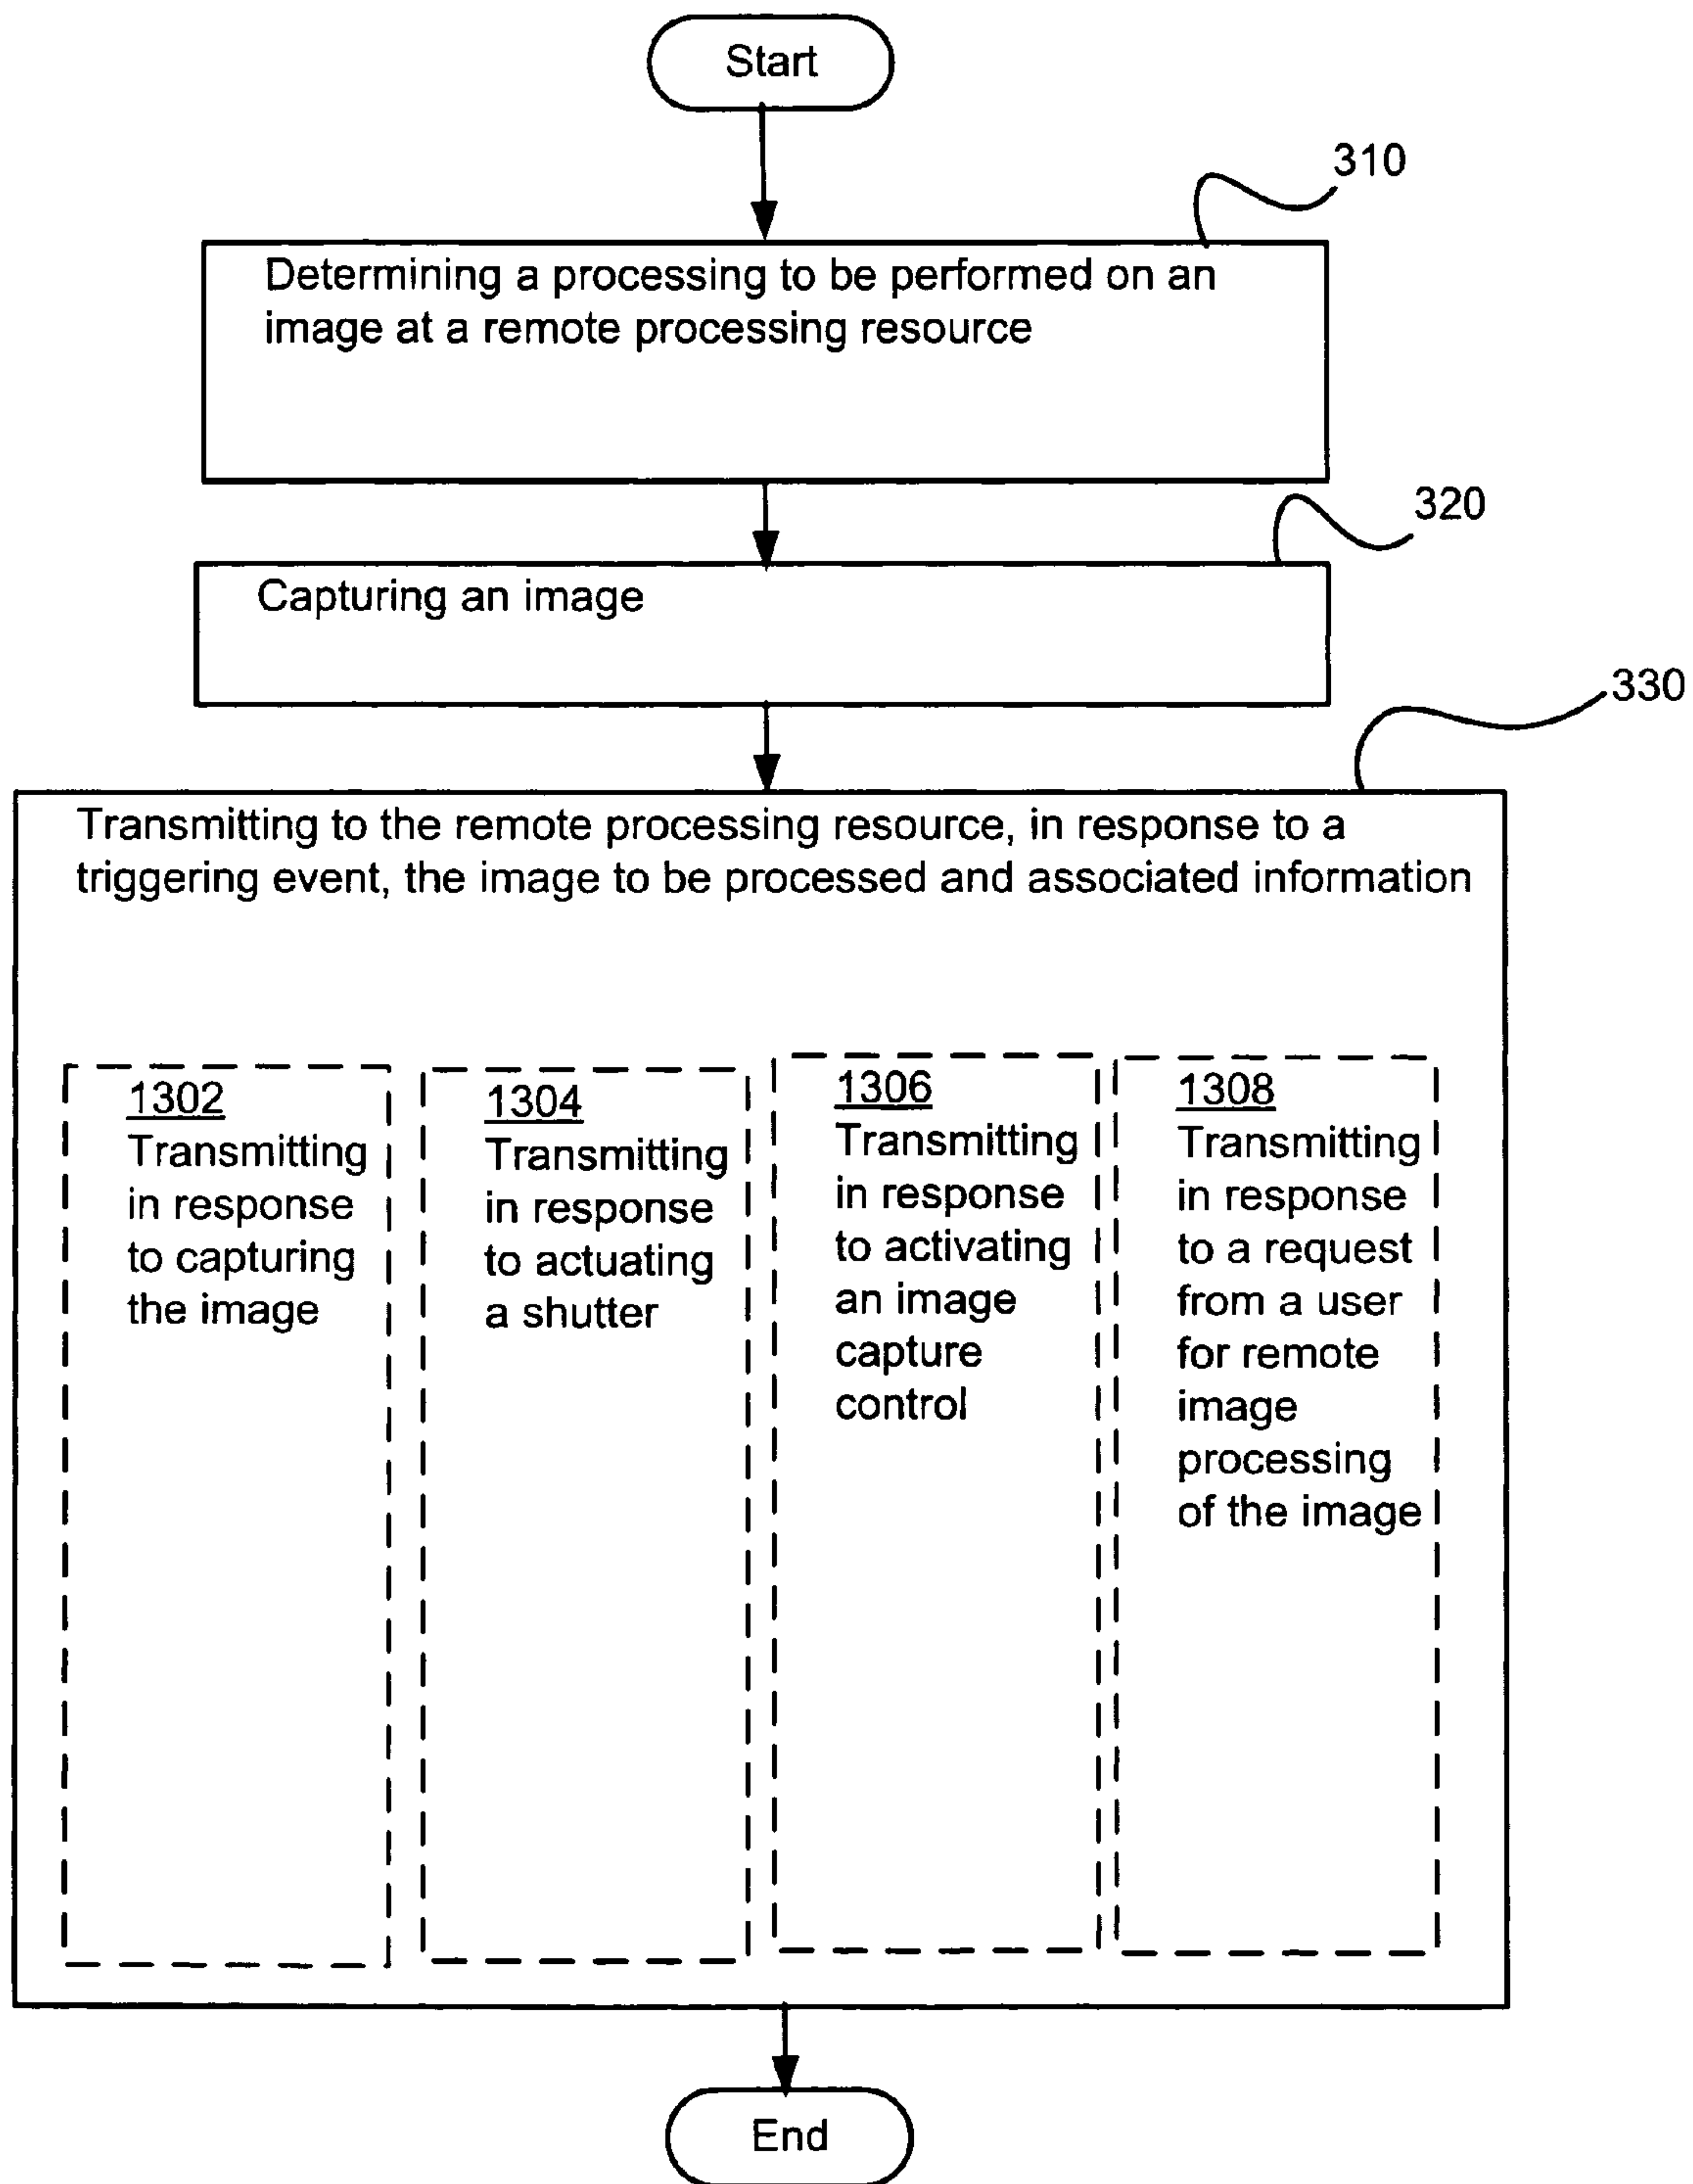 Start
310
Determining a processing to be performed on an
image at a remote processing resource
320
Capturing an image
330
Transmitting to the remote processing resource, in response to a
triggering event, the image to be processed and associated information
1302
Transmitting
in response
to capturing
the image
1304
Transmitting
in response
to actuating
a shutter
1306
Transmitting
in response
to activating
an image
capture
control
1308
Transmitting
in response
to a request
from a user
for remote
image
processing
of the image
End